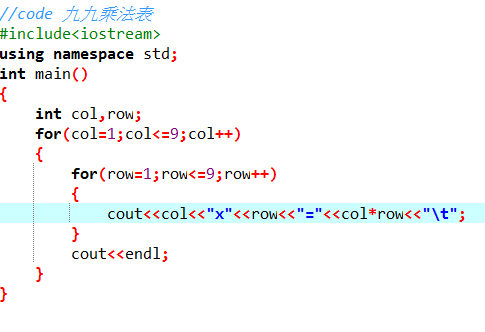 //code 九九乘法表
#include<iostream>
using namespace std;
int main()
{
    int col,row;
    for(col=1;col<=9;col++)
    {
        for(row=1;row<=9;row++)
        {
            cout<<col<<"x"<<row<<"="<<col*row<<"\t";
        }
        cout<<endl;
    }
}